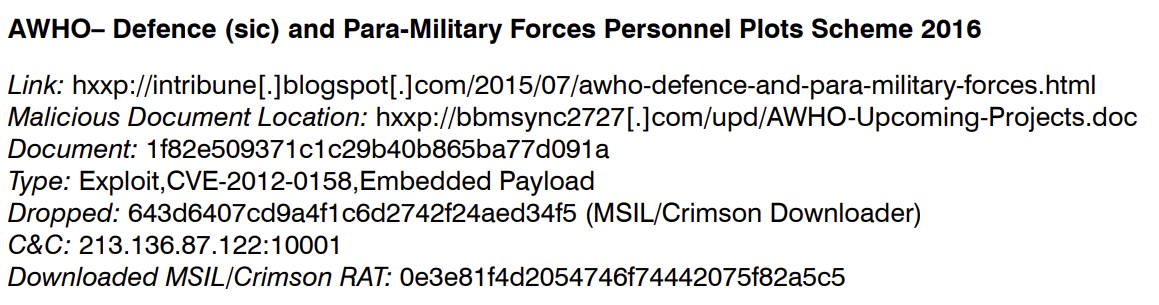 AWHO– Defence (sic) and Para-Military Forces Personnel Plots Scheme 2016
Link: hxxp://intribune[.]blogspot[.]com/2015/07/awho-defence-and-para-military-forces.html
Malicious Document Location: hxxp://bbmsync2727[.]com/upd/AWHO-Upcoming-Projects.doc
Document: 1f82e509371c1c29b40b865ba77d091a
Type: Exploit,CVE-2012-0158,Embedded Payload
Dropped: 643d6407cd9a4f1c6d2742f24aed34f5 (MSIL/Crimson Downloader)
C&C: 213.136.87.122:10001
Downloaded MSIL/Crimson RAT: 0e3e81f4d2054746f74442075f82a5c5